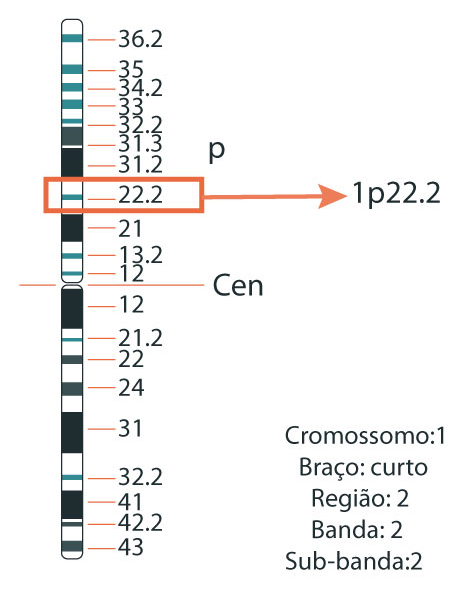 36.2
35
34.2
33
32.2
31.3
p
31.2
22.2
1p22.2
21
13.2
12
Cen
12
21.2
22
24
31
32.2
41
42.2
43
Cromossomo:1
Braço: curto
Região: 2
Banda: 2
Sub-banda:2